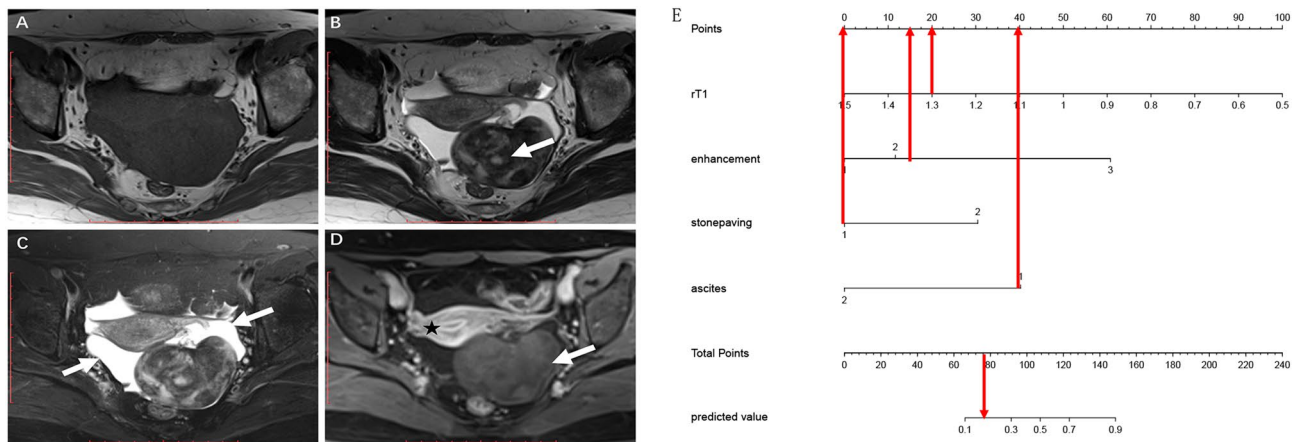 A
B
C
D
E
Points
0 10 20 30 40 50 60 70 80 90 100
rT1
1.5 1.4 1.3 1.2 1.1 1 0.9 0.8 0.7 0.6 0.5
2
enhancement
1 3
2
stonepaving
1
1
ascites
2
Total Points
0 20 40 60 80 100 120 140 160 180 200 220 240
predicted value
0.1 0.3 0.5 0.7 0.9